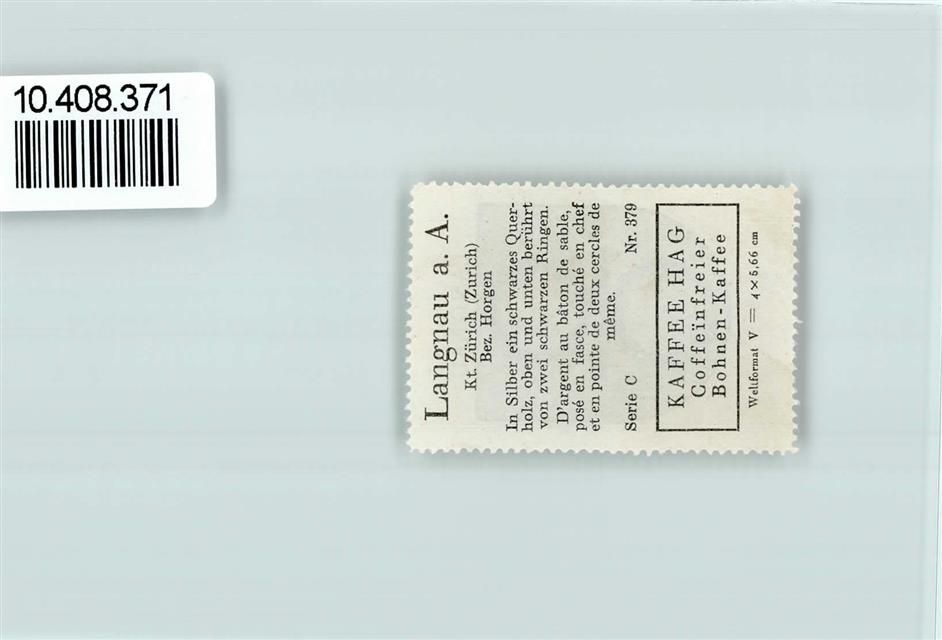 10.408.371
Langnau a. A.
Kt. Zürich (Zurich)
Bez. Horgen
In Silber ein schwarzes Quer-
holz, oben und unten berührt
von zwei schwarzen Ringen.
D'argent au bâton de sable,
posé en fasce, touché en chef
et en pointe de deux cercles de
même.
Serie C Nr. 379
KAFFEE HAG
Coffeïnfreier
Bohnen-Kaffee
Weltformat V = 4 × 5,66 cm